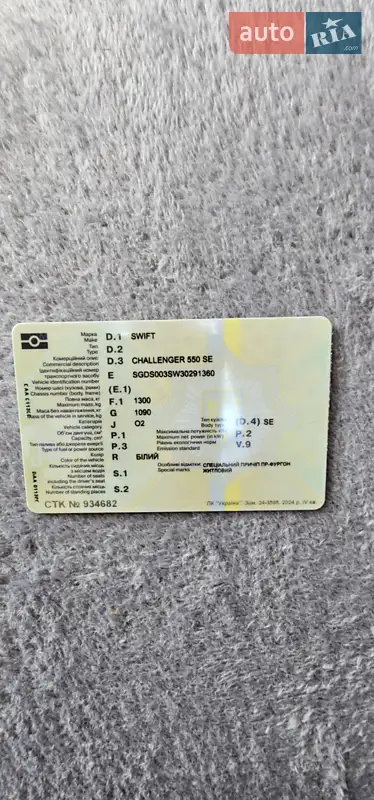 auto RIA.com
Марка
Make
D.1 SWIFT
Тип
Type
D.2
Комерційний опис
Commercial description
D.3 CHALLENGER 550 SE
Ідентифікаційний номер
транспортного засобу
Vehicle identification number
E SGDS003SW30291360
Номер шасі (кузова, рами)
Chassis number (body, frame)
(E.1)
Повна маса, кг
Maximum mass, kg
F.1 1300
Маса без навантаження, кг
Mass of the vehicle in service, kg
G 1090
Категорія
Vehicle category
J O2
Тип кузова
Body type
(D.4) SE
Об'єм двигуна, см³
Capacity, cm³
P.1
Максимальна потужність
Maximum net power (in kW)
P.2
Тип пального або джерело енергії
Type of fuel or power source
P.3
Рівень екологічних норм
Emission standard
V.9
Колір
Color of the vehicle
R БІЛИЙ
Особливі відмітки:
Special marks
СПЕЦІАЛЬНИЙ ПРИЧІП ПР-ФУРГОН
ЖИТЛОВИЙ
Кількість сидячих місць
з місцем водія
Number of seats
including the driver's seat
S.1
Кількість стоячих місць
Number of standing places
S.2
СТК № 934682